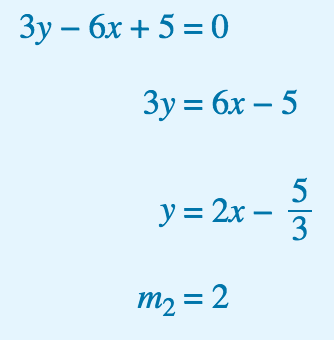 3y − 6x + 5 = 0
3y = 6x − 5
y = 2x − 5/3
m₂ = 2